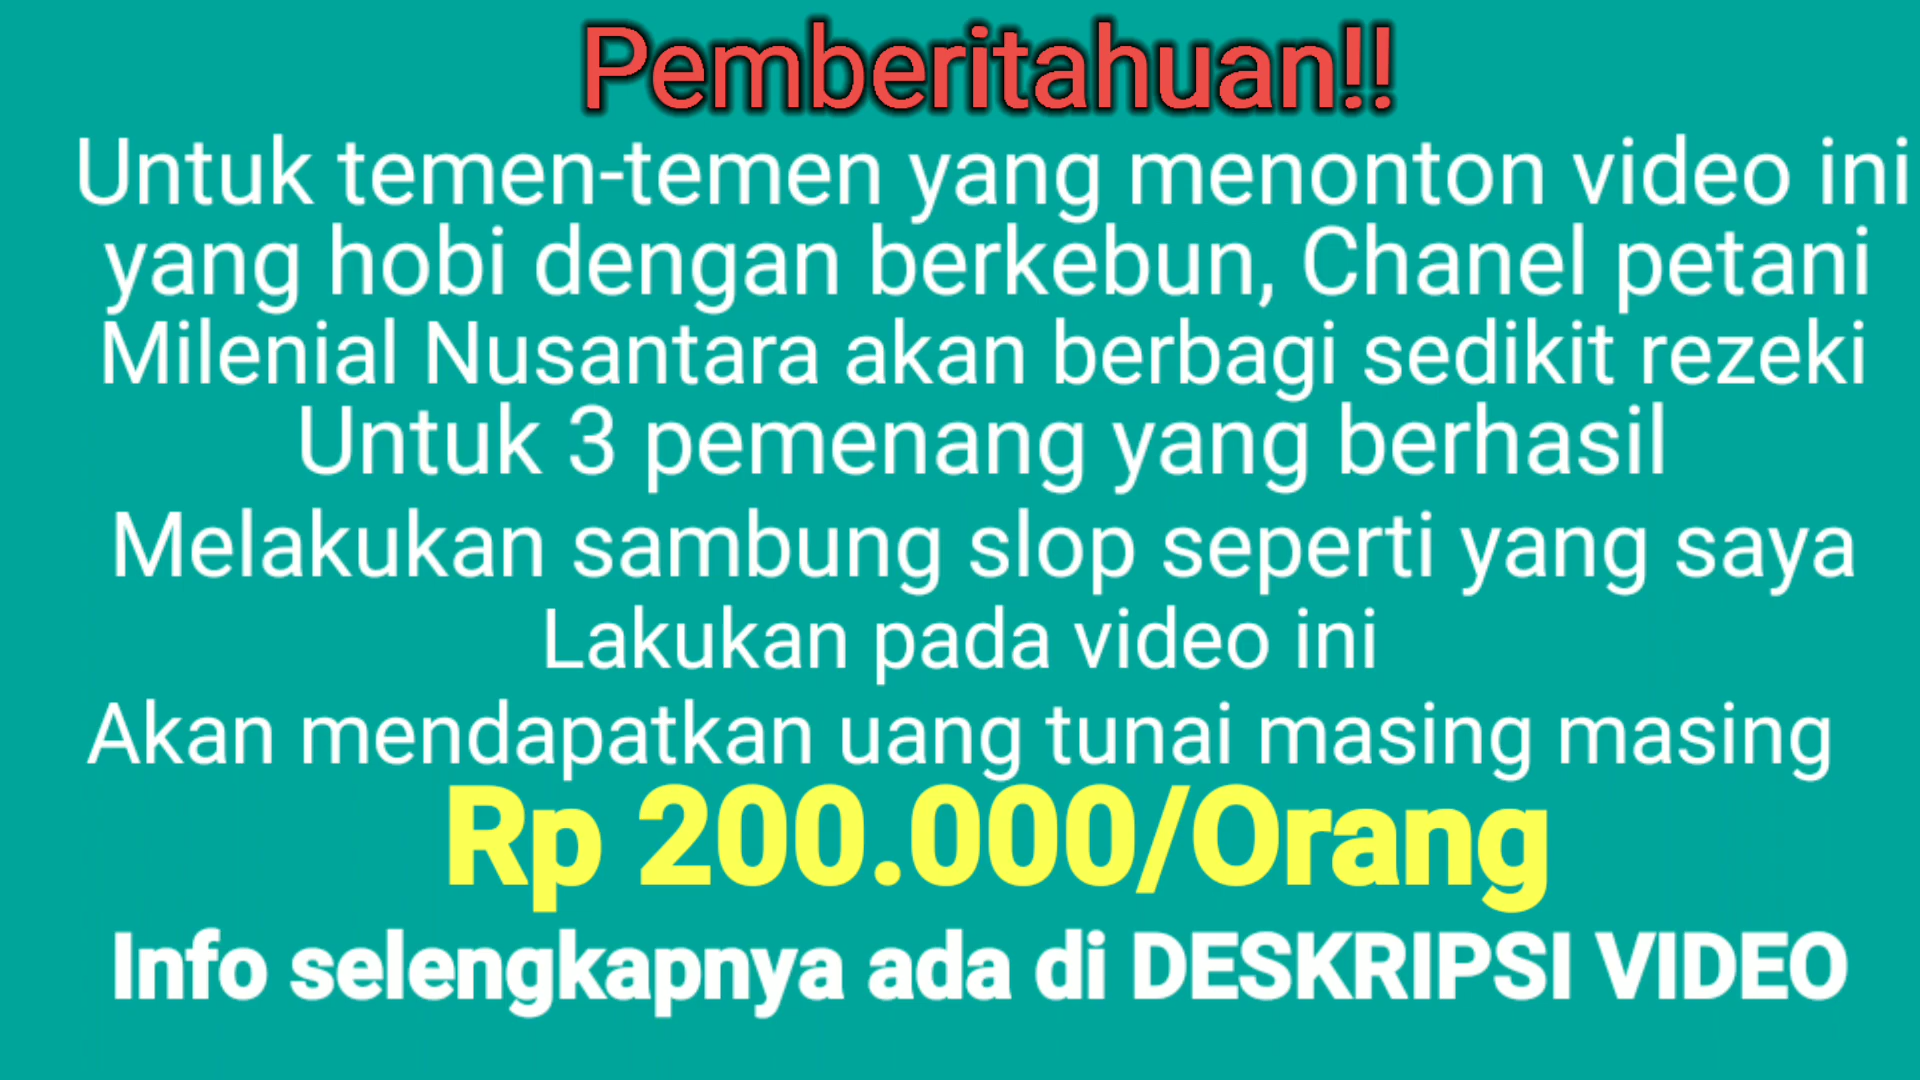 Pemberitahuan!!
Untuk temen-temen yang menonton video ini
yang hobi dengan berkebun, Chanel petani
Milenial Nusantara akan berbagi sedikit rezeki
Untuk 3 pemenang yang berhasil
Melakukan sambung slop seperti yang saya
Lakukan pada video ini
Akan mendapatkan uang tunai masing masing
Rp 200.000/Orang
Info selengkapnya ada di DESKRIPSI VIDEO